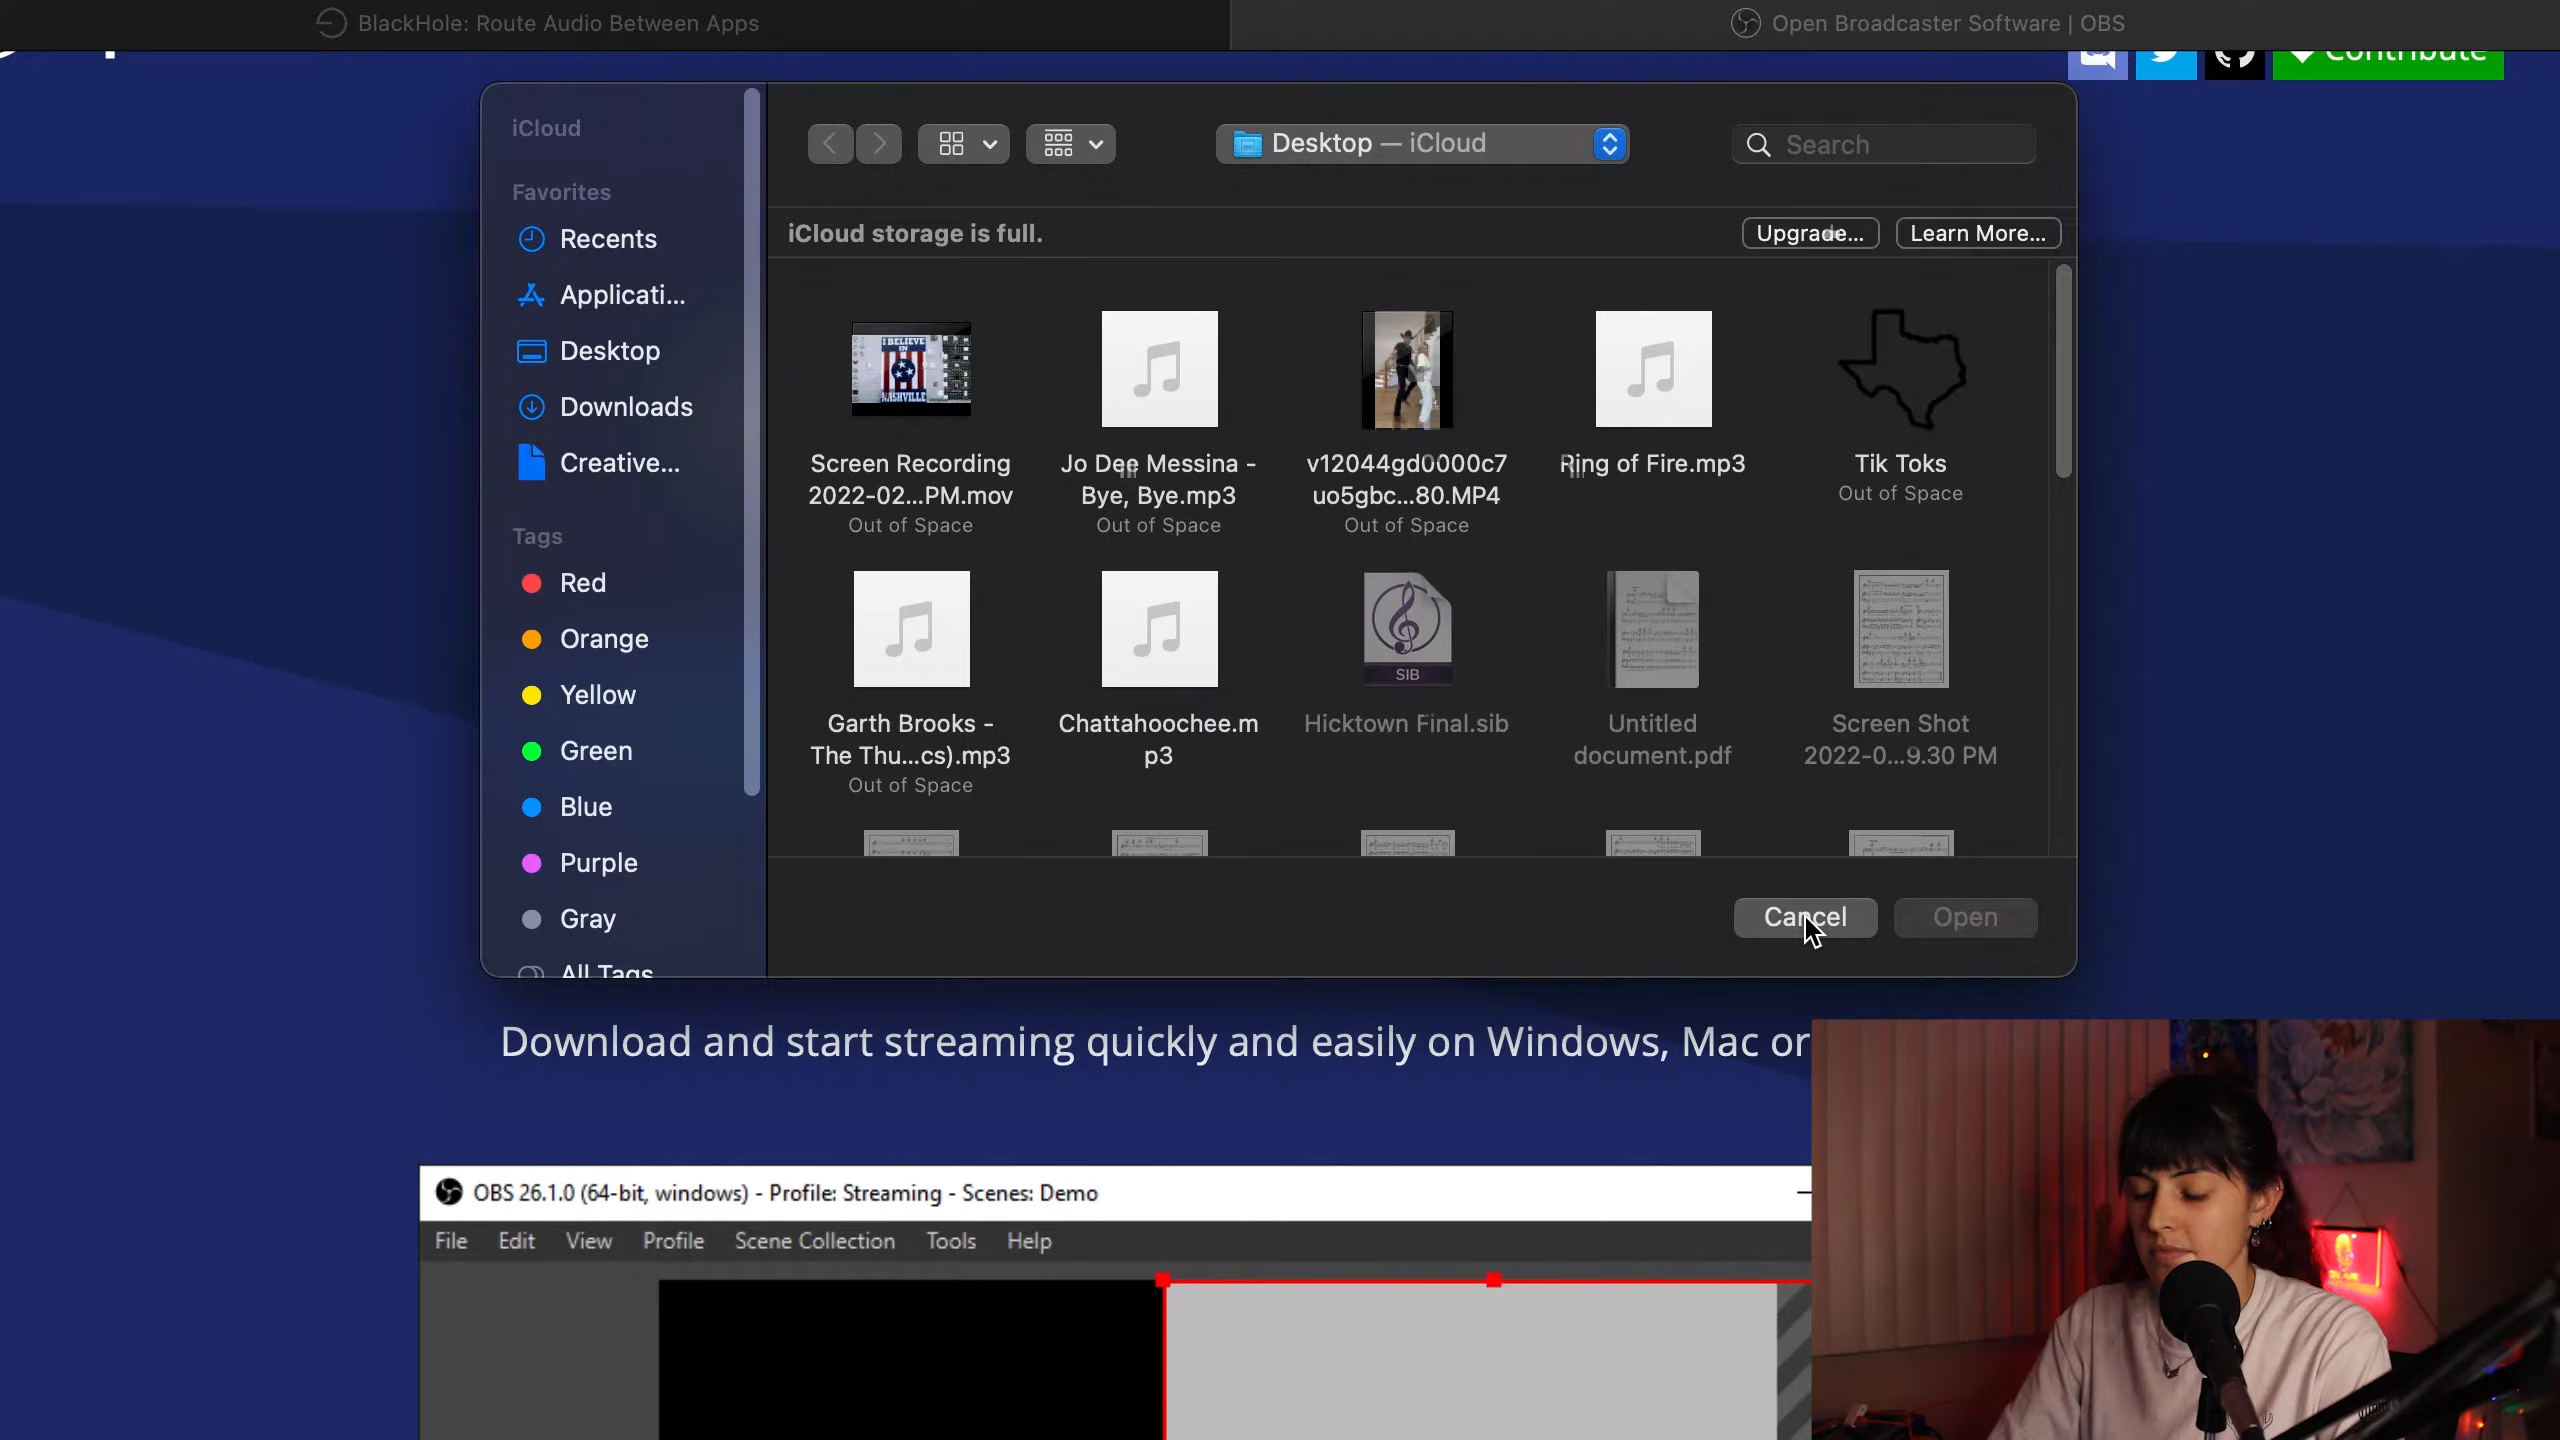 BlackHole: Route Audio Between Apps
Open Broadcaster Software | OBS
Contribute
iCloud
Favorites
Recents
Applicati...
Desktop
Downloads
Creative...
Tags
Red
Orange
Yellow
Green
Blue
Purple
Gray
All Tags
Desktop — iCloud
Search
iCloud storage is full.
Upgrade...
Learn More...
I BELIEVE
IN
NASHVILLE
Screen Recording
2022-02...PM.mov
Out of Space
Jo Dee Messina -
Bye, Bye.mp3
Out of Space
v12044gd0000c7
uo5gbc...80.MP4
Out of Space
Ring of Fire.mp3
Tik Toks
Out of Space
Garth Brooks -
The Thu...cs).mp3
Out of Space
Chattahoochee.m
p3
SIB
Hicktown Final.sib
Untitled
document.pdf
Screen Shot
2022-0...9.30 PM
Cancel
Open
Download and start streaming quickly and easily on Windows, Mac or
OBS 26.1.0 (64-bit, windows) - Profile: Streaming - Scenes: Demo
File Edit View Profile Scene Collection Tools Help